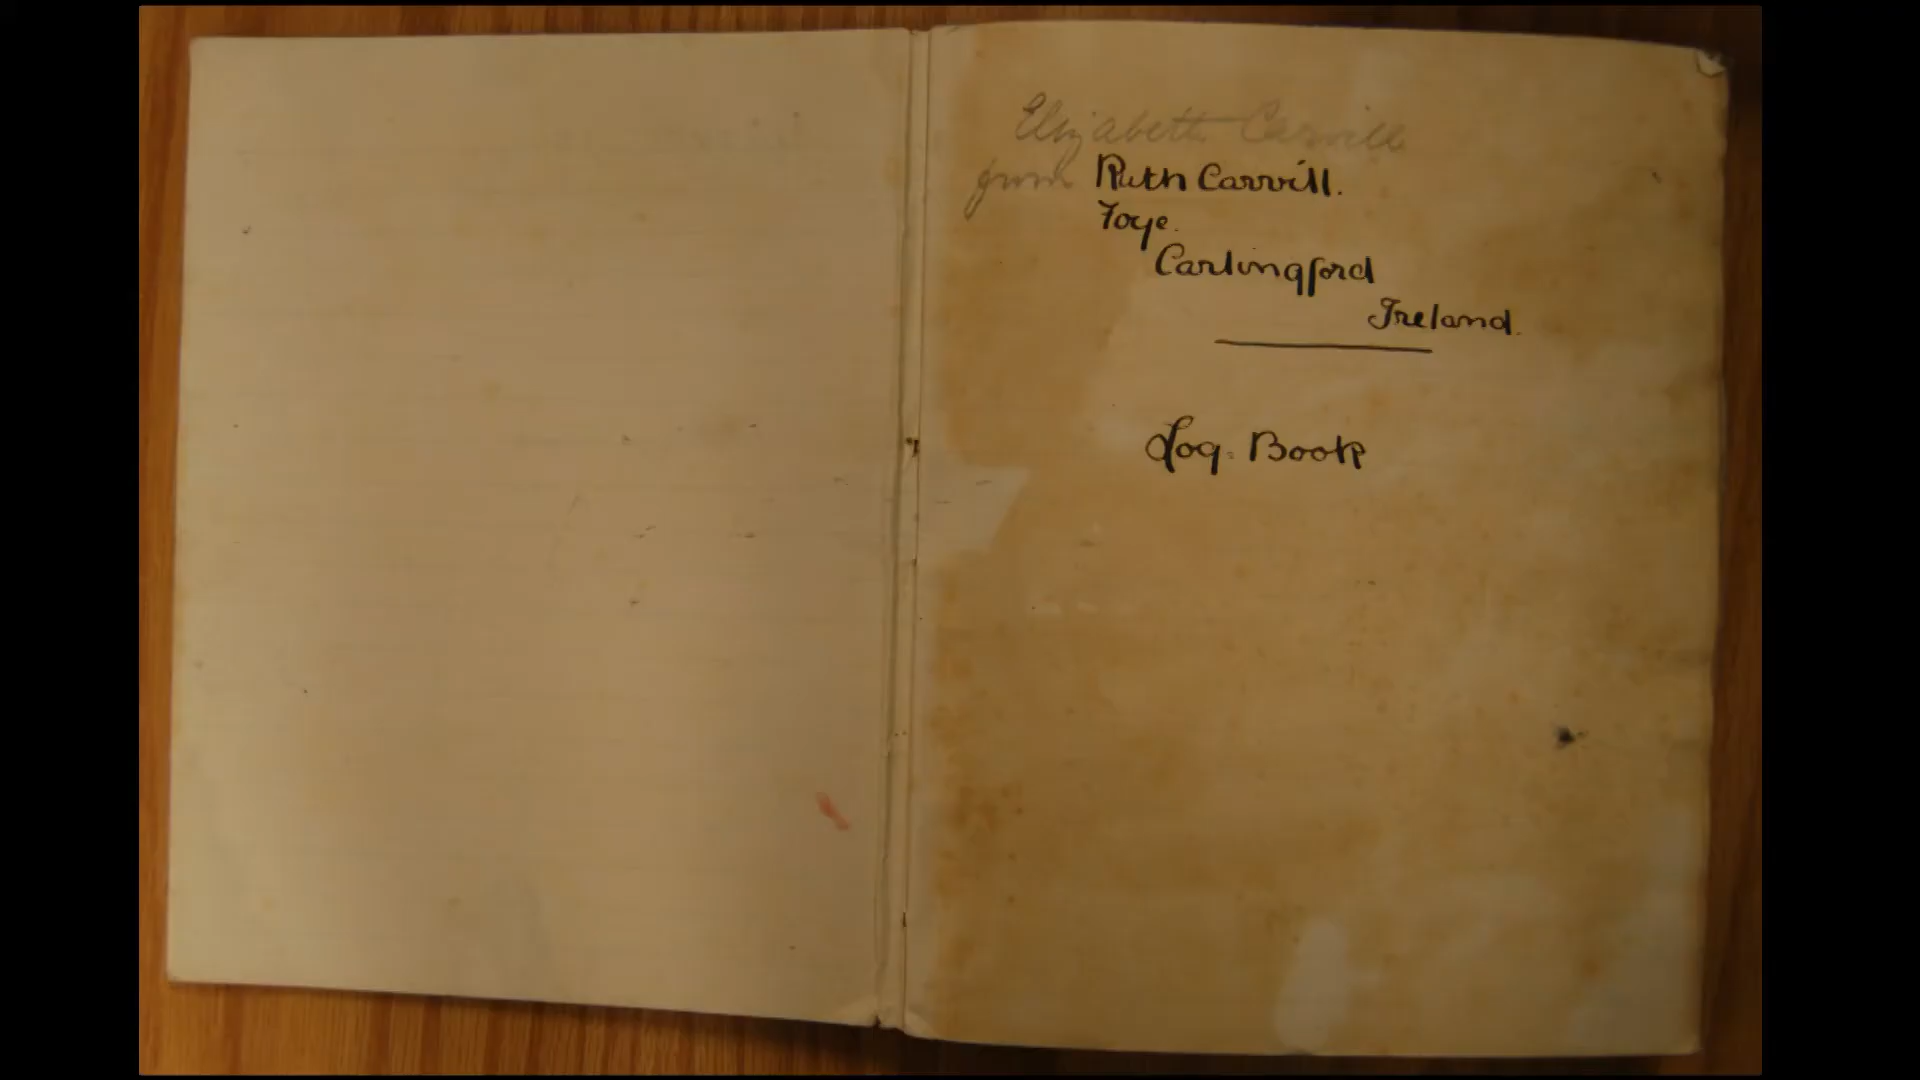 Elizabeth Carvill
from Ruth Carvill.
Foye.
Carlingford
Ireland.
Log. Book